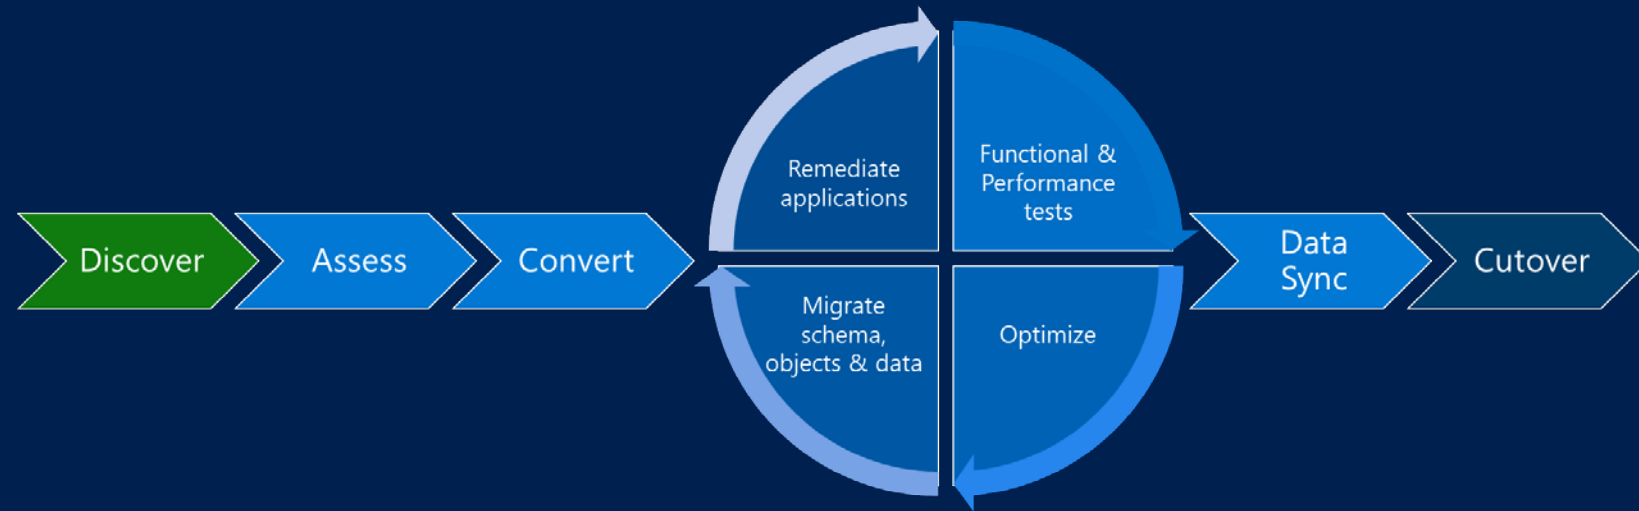 Discover
Assess
Convert
Remediate
applications
Functional &
Performance
tests
Migrate
schema,
objects & data
Optimize
Data
Sync
Cutover